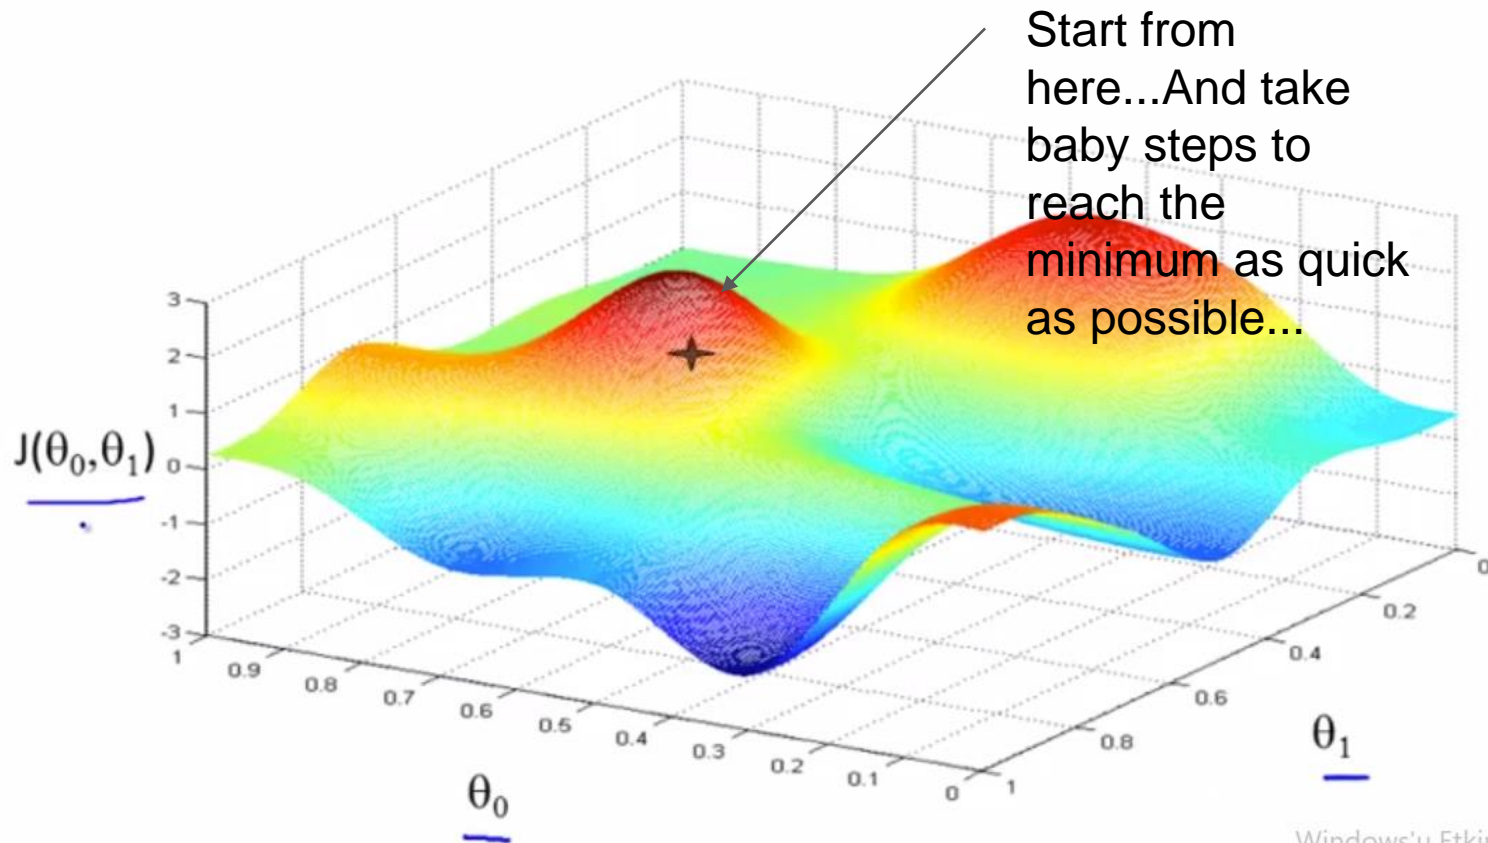 Start from
here...And take
baby steps to
reach the
minimum as quick
as possible...
3
2
1
0
-1
-2
-3
J(θ₀,θ₁)
1
0.9
0.8
0.7
0.6
0.5
0.4
0.3
0.2
0.1
0
θ₀
1
0.8
0.6
0.4
0.2
0
θ₁
Windows'u